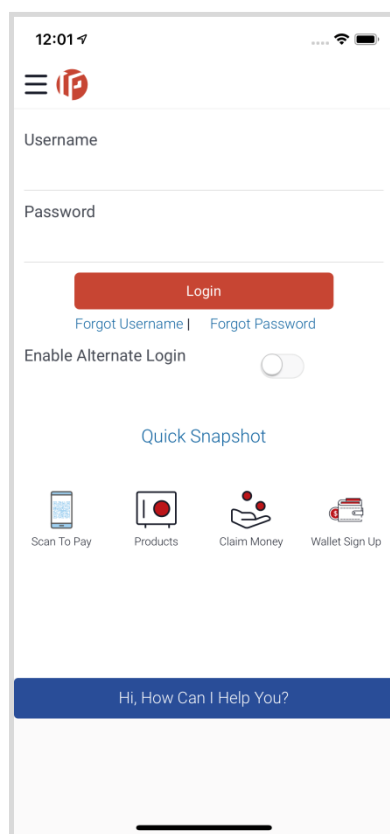 12:01
Username
Password
Login
Forgot Username | Forgot Password
Enable Alternate Login
Quick Snapshot
Scan To Pay Products Claim Money Wallet Sign Up
Hi, How Can I Help You?